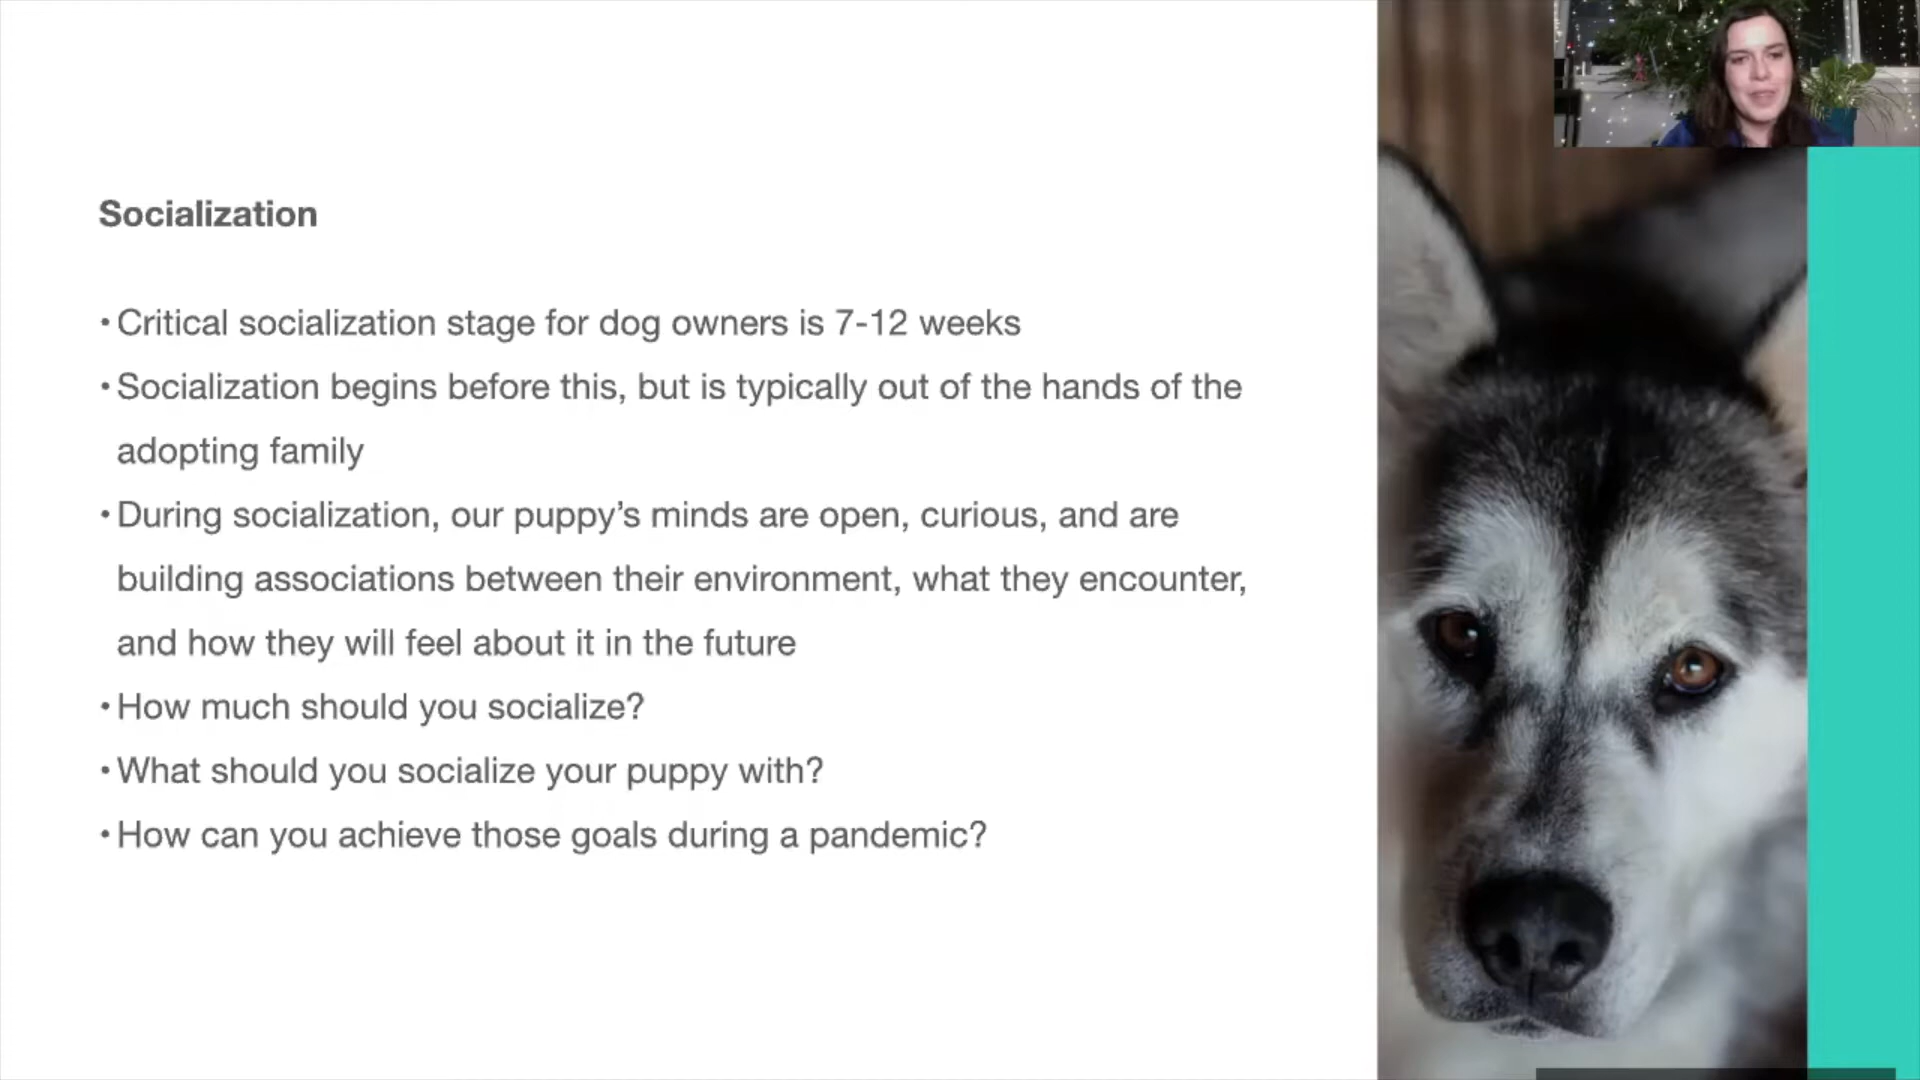 Socialization
• Critical socialization stage for dog owners is 7-12 weeks
• Socialization begins before this, but is typically out of the hands of the
adopting family
• During socialization, our puppy’s minds are open, curious, and are
building associations between their environment, what they encounter,
and how they will feel about it in the future
• How much should you socialize?
• What should you socialize your puppy with?
• How can you achieve those goals during a pandemic?